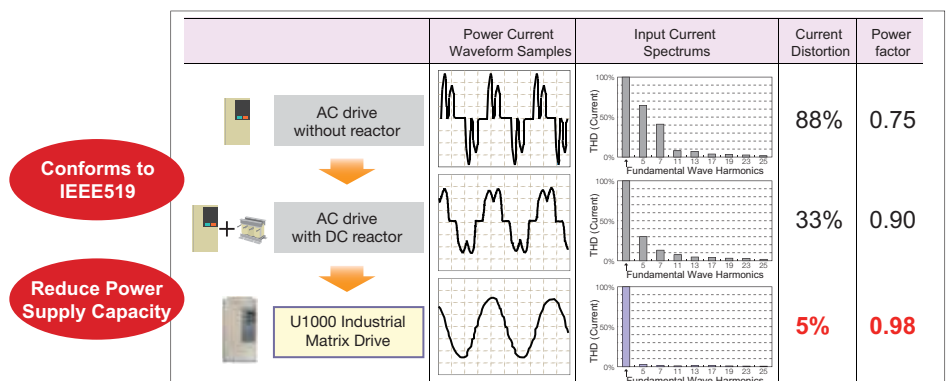 Power Current
Waveform Samples
Input Current
Spectrums
Current
Distortion
Power
factor
Conforms to
IEEE519
Reduce Power
Supply Capacity
AC drive
without reactor
THD (Current)
100%
50%
0%
5 7 11 13 17 19 23 25
Fundamental Wave Harmonics
88%
0.75
+
AC drive
with DC reactor
THD (Current)
100%
50%
0%
5 7 11 13 17 19 23 25
Fundamental Wave Harmonics
33%
0.90
U1000 Industrial
Matrix Drive
THD (Current)
100%
50%
0%
5 7 11 13 17 19 23 25
Fundamental Wave Harmonics
5%
0.98